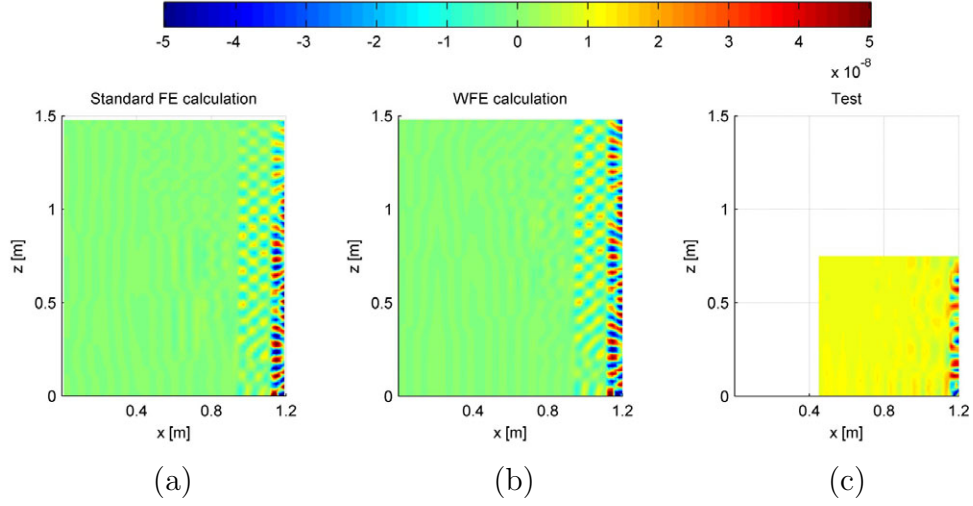 -5 -4 -3 -2 -1 0 1 2 3 4 5
x 10^-8
Standard FE calculation
WFE calculation
Test
1.5
1
0.5
0
z [m]
0.4 0.8 1.2
x [m]
1.5
1
0.5
0
z [m]
0.4 0.8 1.2
x [m]
1.5
1
0.5
0
z [m]
0.4 0.8 1.2
x [m]
(a)
(b)
(c)